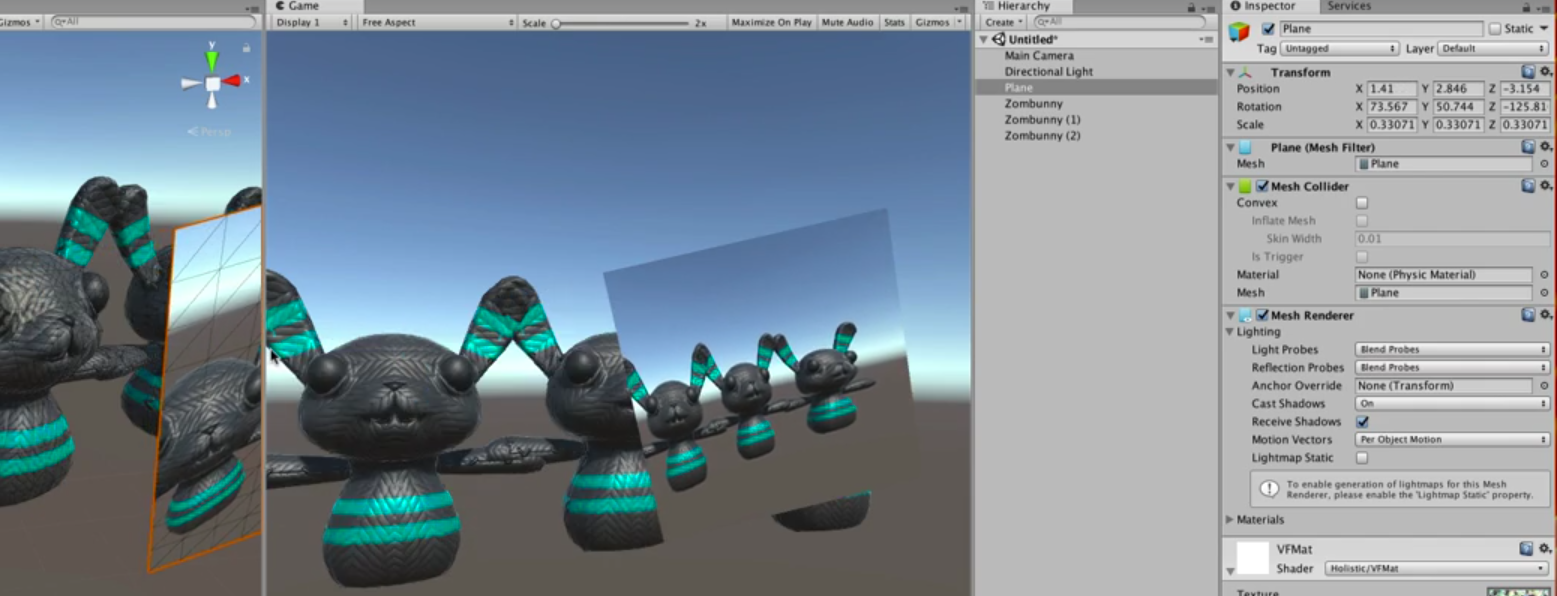 Gizmos
All
y
x
Persp
Game
Display 1
Free Aspect
Scale
2x
Maximize On Play
Mute Audio
Stats
Gizmos
Hierarchy
Create
All
Untitled*
Main Camera
Directional Light
Plane
Zombunny
Zombunny (1)
Zombunny (2)
Inspector
Services
Plane
Static
Tag Untagged
Layer Default
Transform
Position X 1.41 Y 2.846 Z -3.154
Rotation X 73.567 Y 50.744 Z -125.81
Scale X 0.33071 Y 0.33071 Z 0.33071
Plane (Mesh Filter)
Mesh Plane
Mesh Collider
Convex
Inflate Mesh
Skin Width 0.01
Is Trigger
Material None (Physic Material)
Mesh Plane
Mesh Renderer
Lighting
Light Probes Blend Probes
Reflection Probes Blend Probes
Anchor Override None (Transform)
Cast Shadows On
Receive Shadows
Motion Vectors Per Object Motion
Lightmap Static
To enable generation of lightmaps for this Mesh
Renderer, please enable the 'Lightmap Static' property.
Materials
VFMat
Shader Holistic/VFMat
Texture